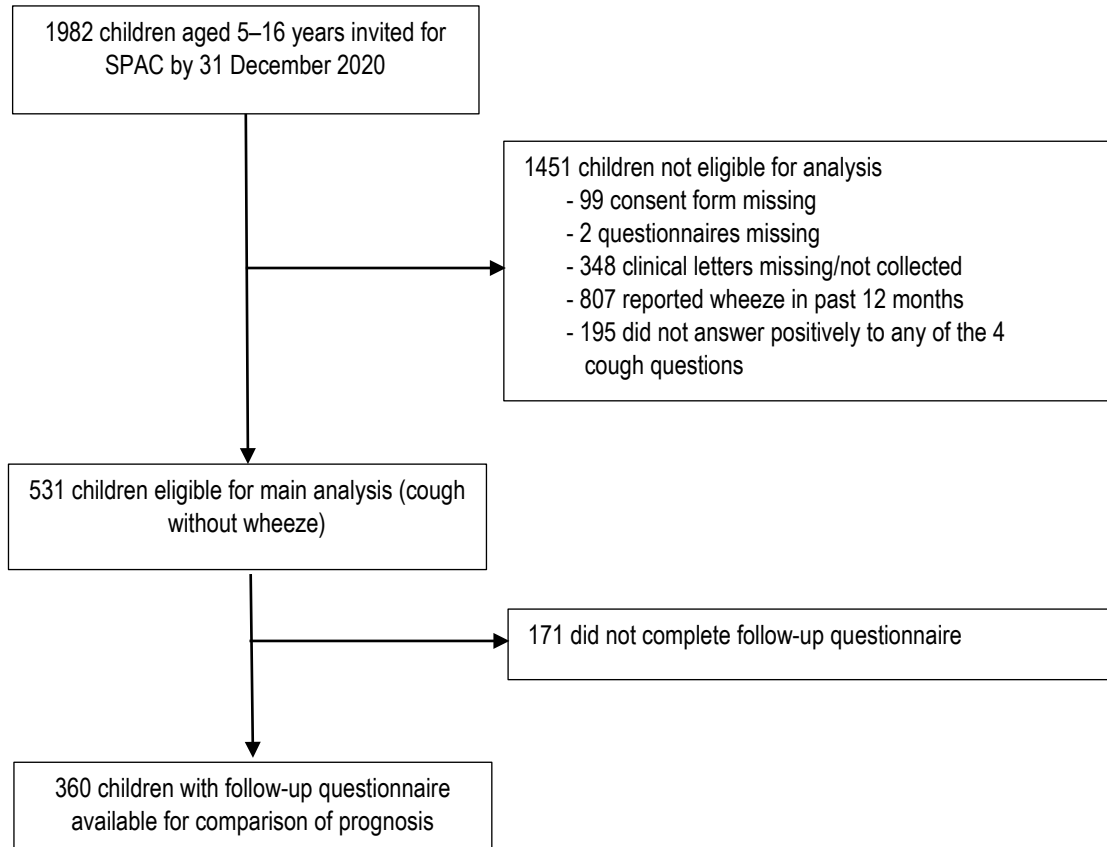 1982 children aged 5–16 years invited for
SPAC by 31 December 2020
1451 children not eligible for analysis
- 99 consent form missing
- 2 questionnaires missing
- 348 clinical letters missing/not collected
- 807 reported wheeze in past 12 months
- 195 did not answer positively to any of the 4
cough questions
531 children eligible for main analysis (cough
without wheeze)
171 did not complete follow-up questionnaire
360 children with follow-up questionnaire
available for comparison of prognosis